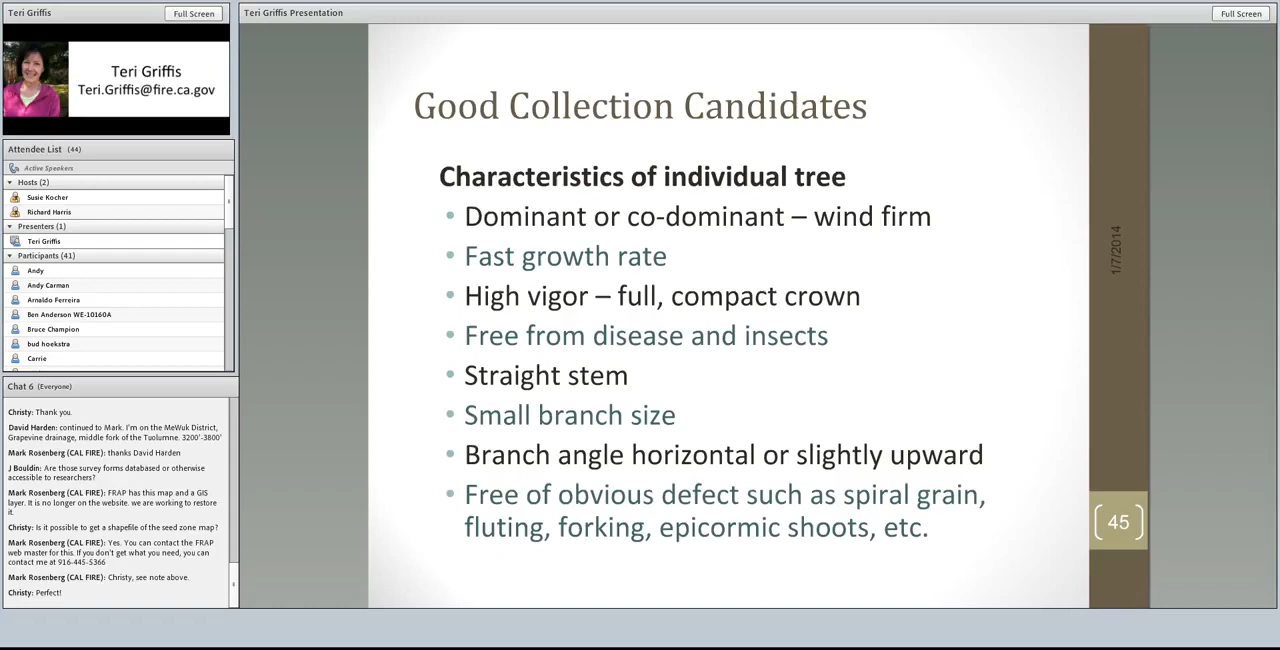 Teri Griffis
Full Screen
Teri Griffis
Teri.Griffis@fire.ca.gov
Attendee List (44)
Active Speakers
Hosts (2)
Susie Kocher
Richard Harris
Presenters (1)
Teri Griffis
Participants (41)
Andy
Andy Carman
Arnaldo Ferreira
Ben Anderson WE-10160A
Bruce Champion
bud hoekstra
Carrie
Chat 6 (Everyone)
Christy: Thank you.
David Harden: continued to Mark. I'm on the MeWuk District,
Grapevine drainage, middle fork of the Tuolumne. 3200'-3800'
Mark Rosenberg (CAL FIRE): thanks David Harden
J Bouldin: Are those survey forms databased or otherwise
accessible to researchers?
Mark Rosenberg (CAL FIRE): FRAP has this map and a GIS
layer. It is no longer on the website. we are working to restore
it.
Christy: Is it possible to get a shapefile of the seed zone map?
Mark Rosenberg (CAL FIRE): Yes. You can contact the FRAP
web master for this. If you don't get what you need, you can
contact me at 916-445-5366
Mark Rosenberg (CAL FIRE): Christy, see note above.
Christy: Perfect!
Teri Griffis Presentation
Full Screen
Good Collection Candidates
Characteristics of individual tree
• Dominant or co-dominant – wind firm
• Fast growth rate
• High vigor – full, compact crown
• Free from disease and insects
• Straight stem
• Small branch size
• Branch angle horizontal or slightly upward
• Free of obvious defect such as spiral grain,
fluting, forking, epicormic shoots, etc.
1/7/2014
45